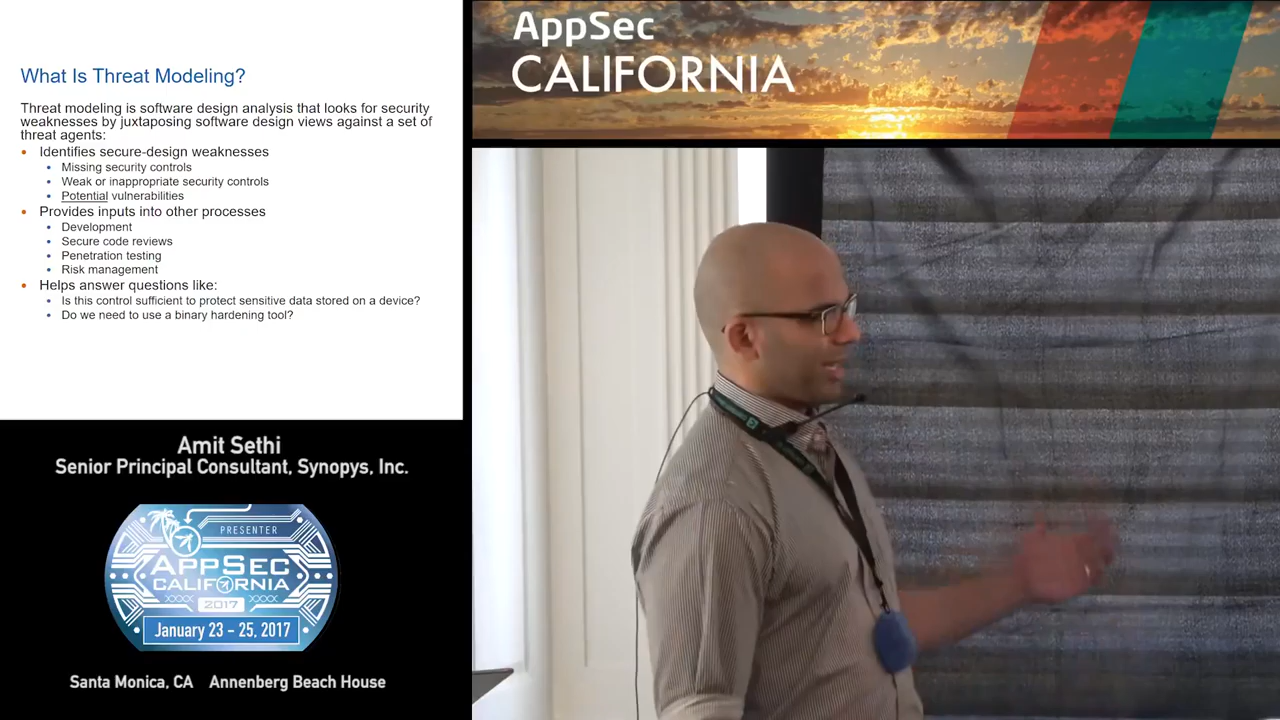 What Is Threat Modeling?
Threat modeling is software design analysis that looks for security
weaknesses by juxtaposing software design views against a set of
threat agents:
• Identifies secure-design weaknesses
• Missing security controls
• Weak or inappropriate security controls
• Potential vulnerabilities
• Provides inputs into other processes
• Development
• Secure code reviews
• Penetration testing
• Risk management
• Helps answer questions like:
• Is this control sufficient to protect sensitive data stored on a device?
• Do we need to use a binary hardening tool?
Amit Sethi
Senior Principal Consultant, Synopys, Inc.
PRESENTER
APPSEC
CALIFORNIA
2017
January 23 - 25, 2017
Santa Monica, CA Annenberg Beach House
AppSec
CALIFORNIA